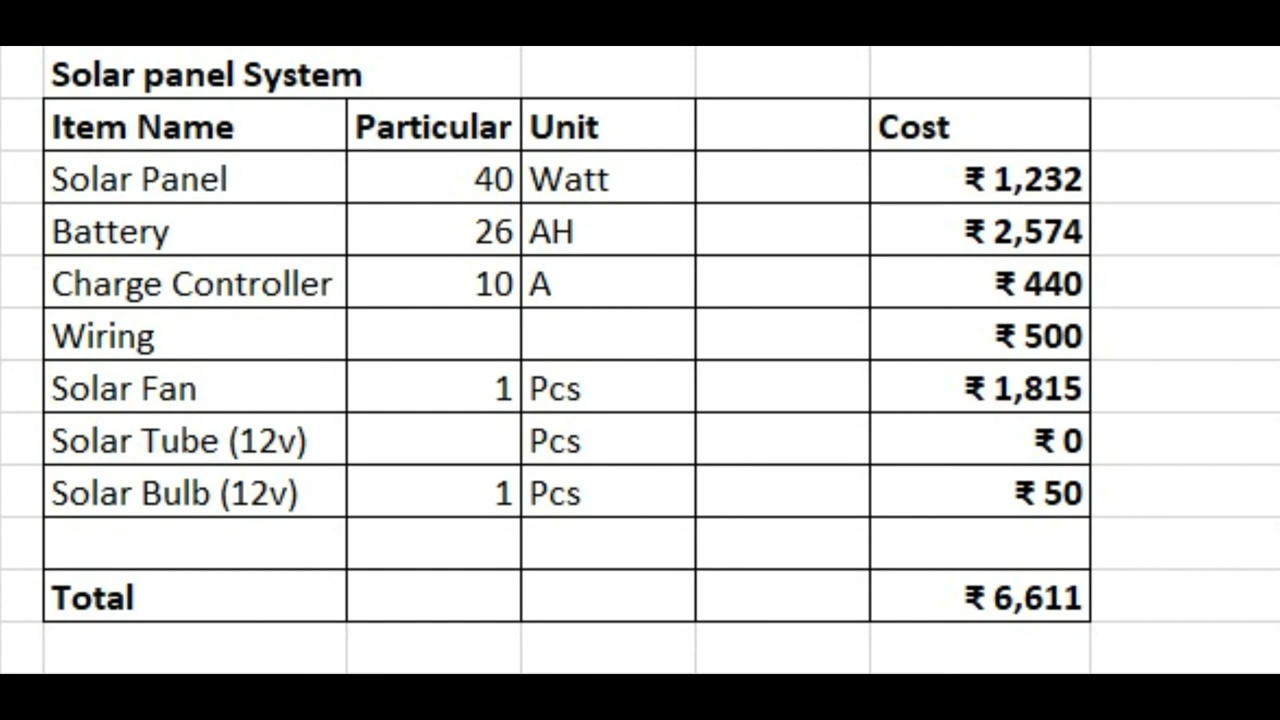 Solar panel System
Item Name Particular Unit Cost
Solar Panel 40 Watt ₹ 1,232
Battery 26 AH ₹ 2,574
Charge Controller 10 A ₹ 440
Wiring ₹ 500
Solar Fan 1 Pcs ₹ 1,815
Solar Tube (12v) Pcs ₹ 0
Solar Bulb (12v) 1 Pcs ₹ 50
Total ₹ 6,611